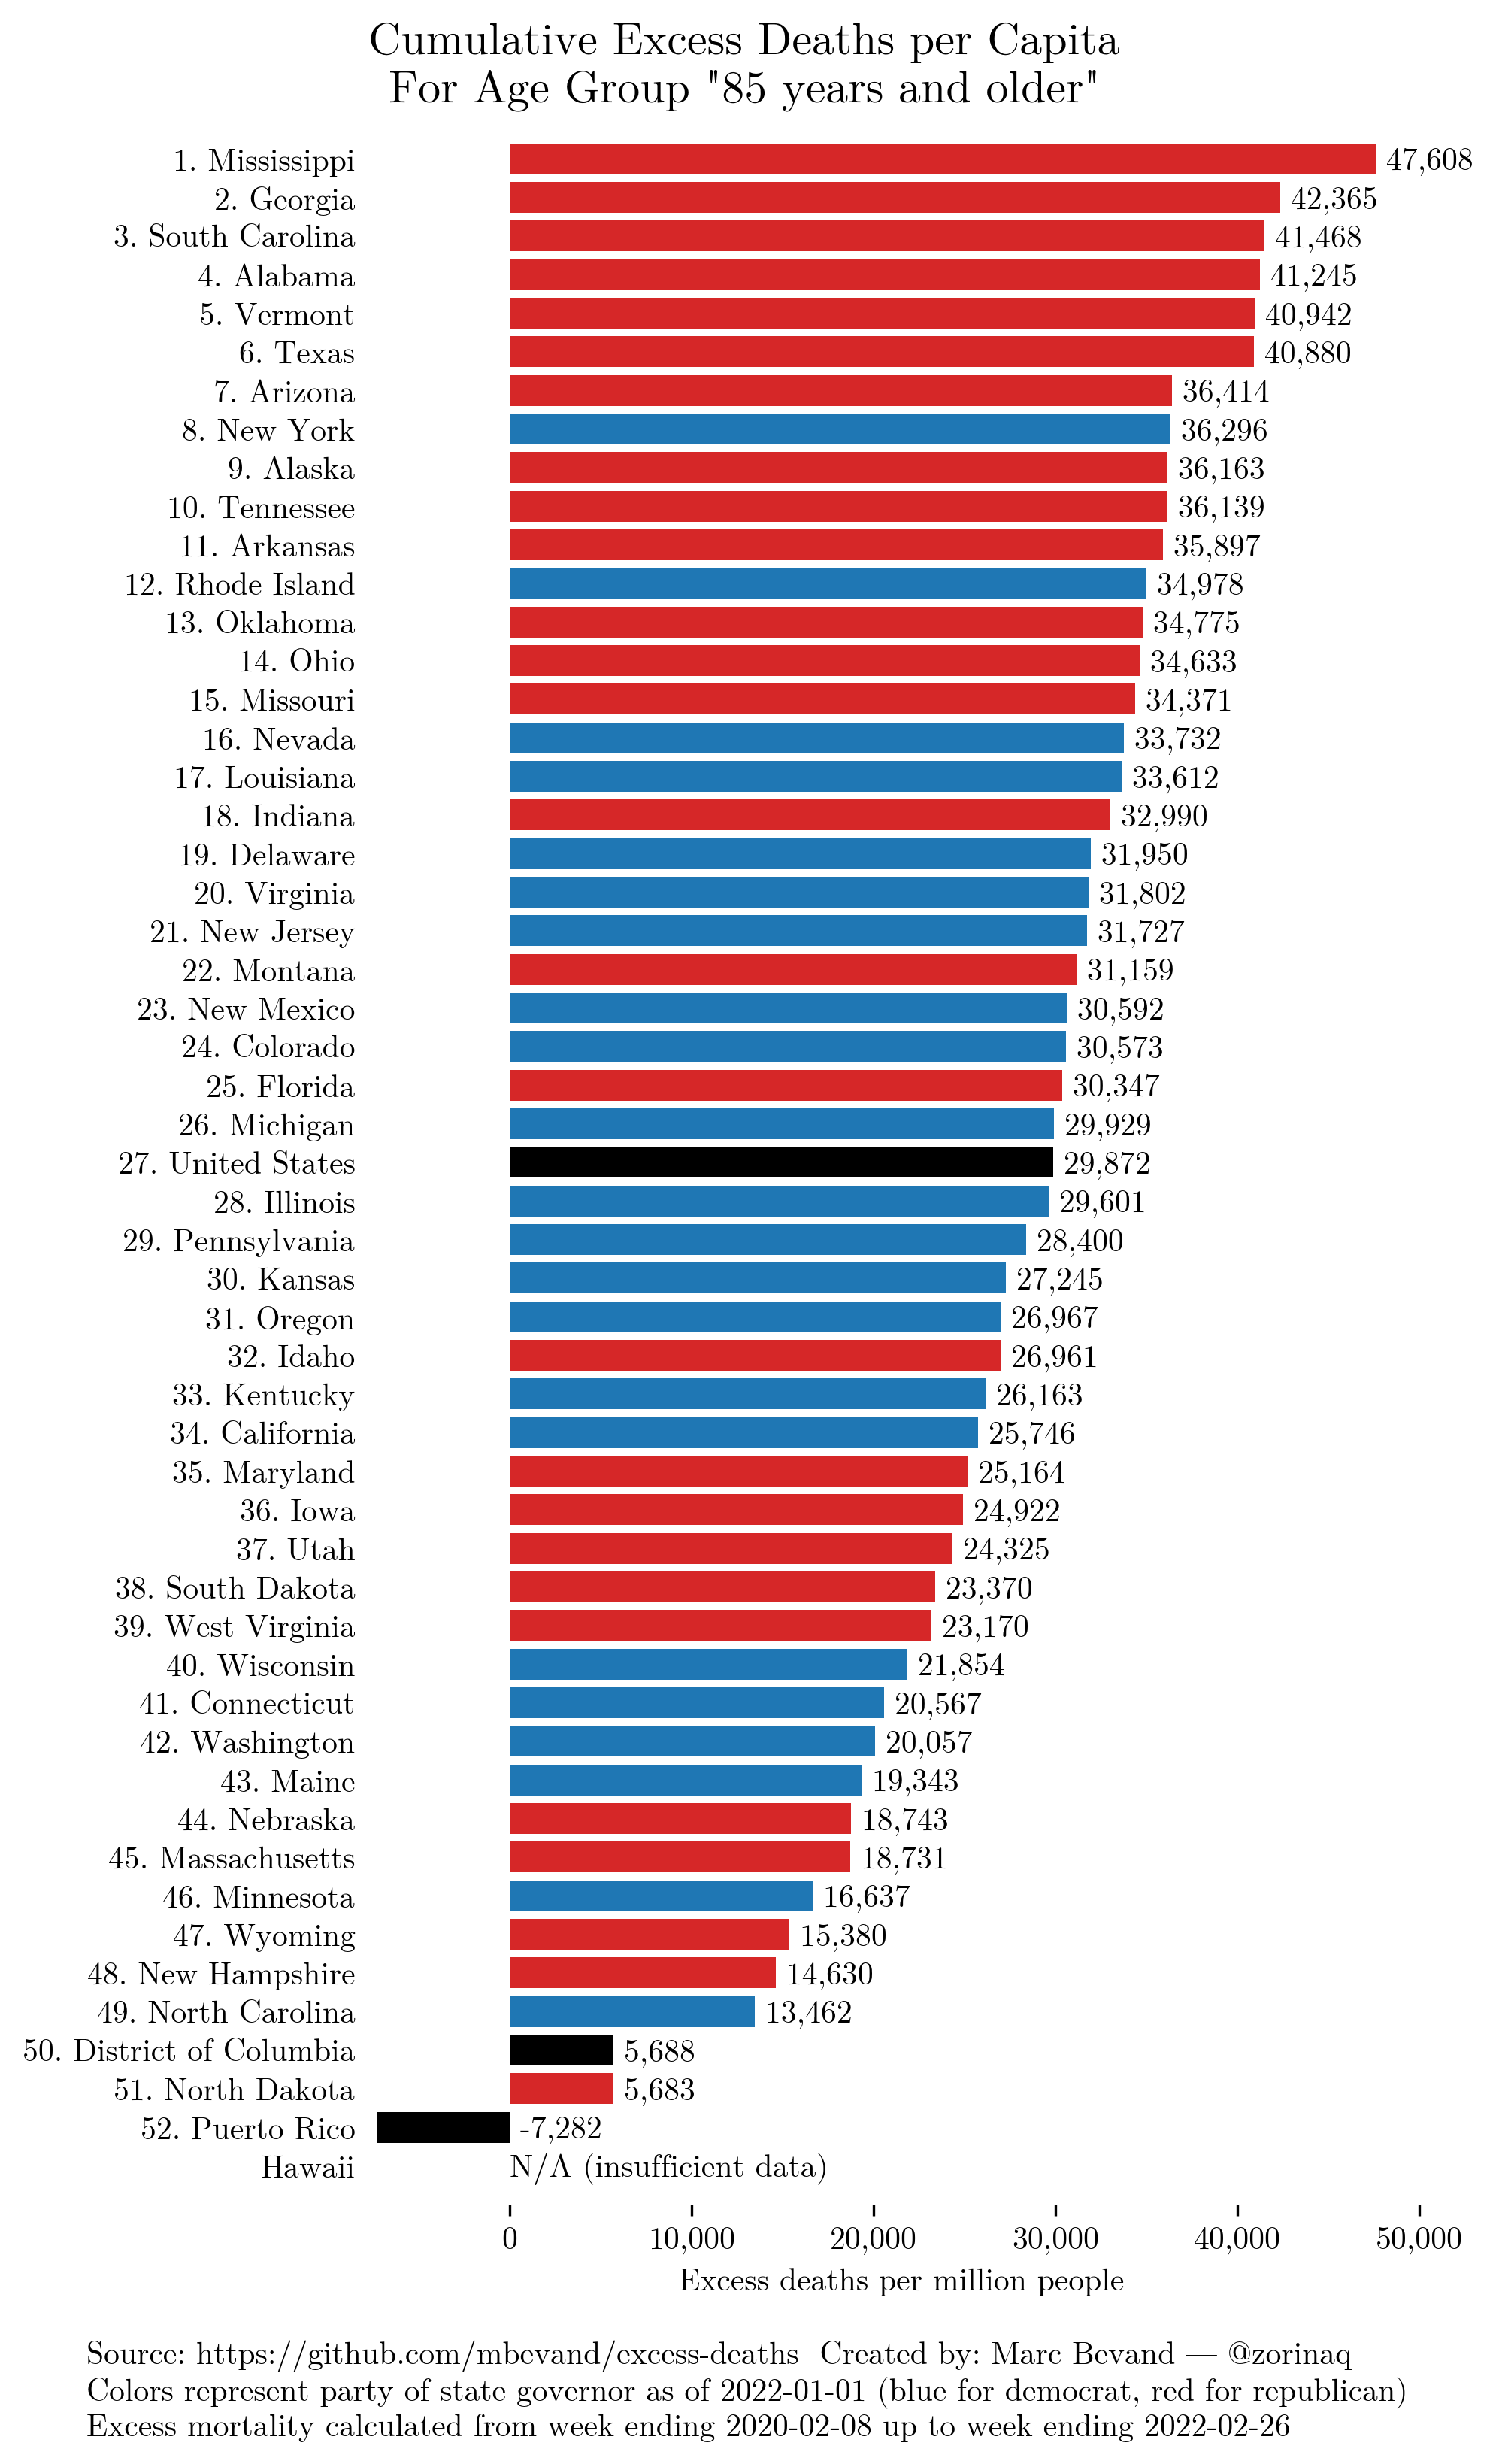 Cumulative Excess Deaths per Capita
For Age Group "85 years and older"
1. Mississippi 47,608
2. Georgia 42,365
3. South Carolina 41,468
4. Alabama 41,245
5. Vermont 40,942
6. Texas 40,880
7. Arizona 36,414
8. New York 36,296
9. Alaska 36,163
10. Tennessee 36,139
11. Arkansas 35,897
12. Rhode Island 34,978
13. Oklahoma 34,775
14. Ohio 34,633
15. Missouri 34,371
16. Nevada 33,732
17. Louisiana 33,612
18. Indiana 32,990
19. Delaware 31,950
20. Virginia 31,802
21. New Jersey 31,727
22. Montana 31,159
23. New Mexico 30,592
24. Colorado 30,573
25. Florida 30,347
26. Michigan 29,929
27. United States 29,872
28. Illinois 29,601
29. Pennsylvania 28,400
30. Kansas 27,245
31. Oregon 26,967
32. Idaho 26,961
33. Kentucky 26,163
34. California 25,746
35. Maryland 25,164
36. Iowa 24,922
37. Utah 24,325
38. South Dakota 23,370
39. West Virginia 23,170
40. Wisconsin 21,854
41. Connecticut 20,567
42. Washington 20,057
43. Maine 19,343
44. Nebraska 18,743
45. Massachusetts 18,731
46. Minnesota 16,637
47. Wyoming 15,380
48. New Hampshire 14,630
49. North Carolina 13,462
50. District of Columbia 5,688
51. North Dakota 5,683
52. Puerto Rico -7,282
Hawaii N/A (insufficient data)
0 10,000 20,000 30,000 40,000 50,000
Excess deaths per million people
Source: https://github.com/mbevand/excess-deaths Created by: Marc Bevand — @zorinaq
Colors represent party of state governor as of 2022-01-01 (blue for democrat, red for republican)
Excess mortality calculated from week ending 2020-02-08 up to week ending 2022-02-26